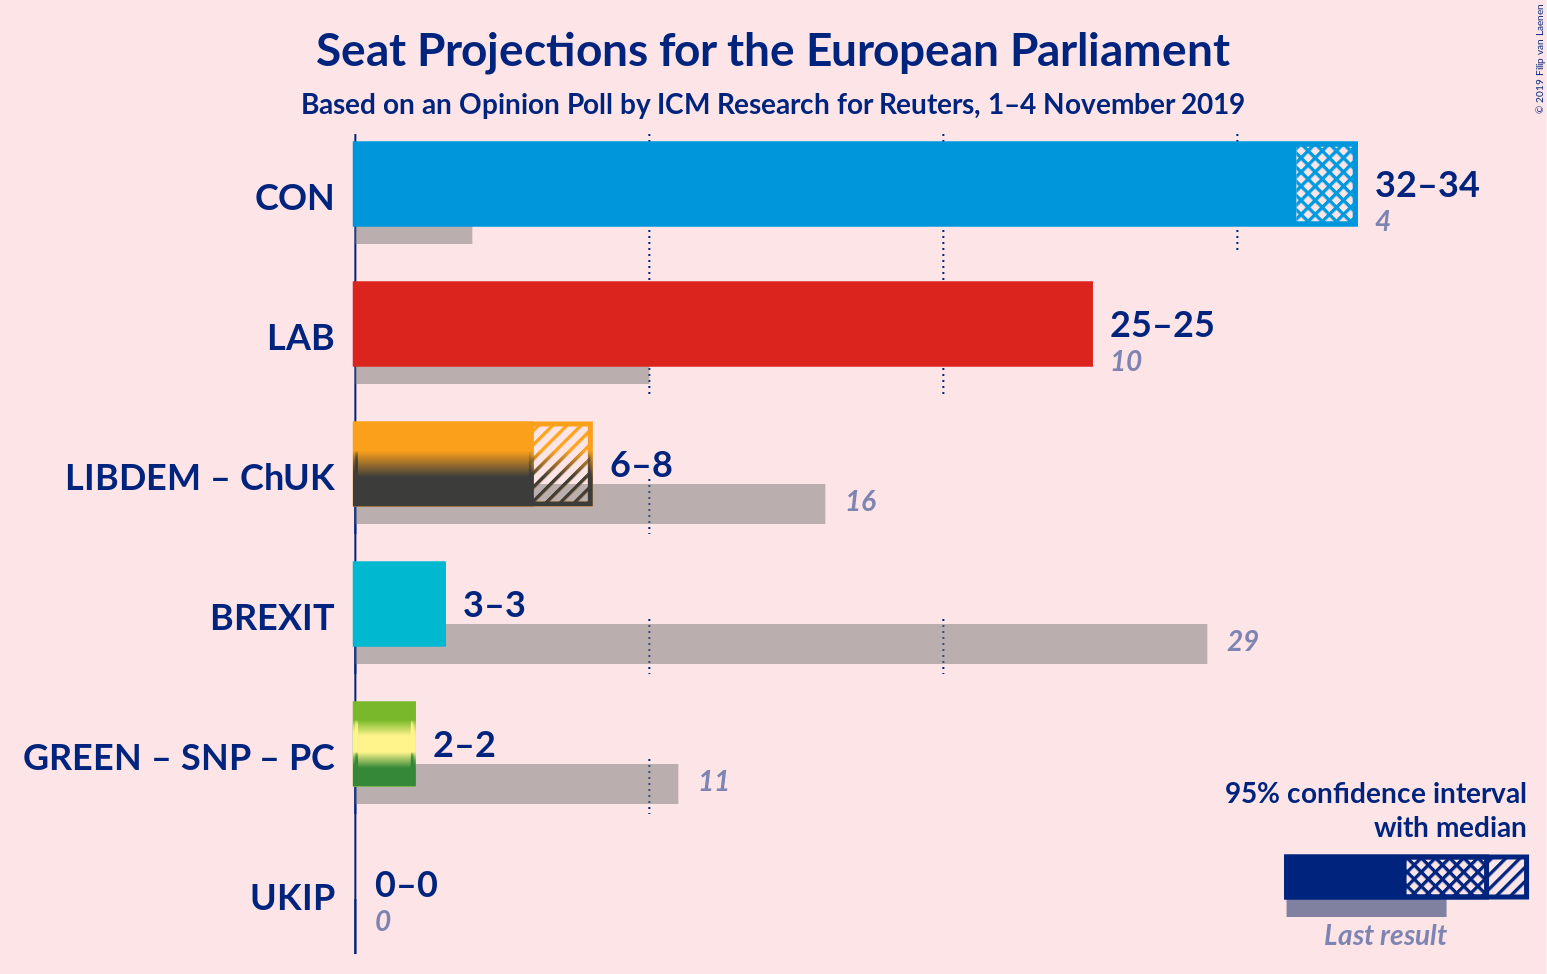 Seat Projections for the European Parliament
Based on an Opinion Poll by ICM Research for Reuters, 1–4 November 2019
© 2019 Filip van Laenen
CON
32–34
4
LAB
25–25
10
LIBDEM – ChUK
6–8
16
BREXIT
3–3
29
GREEN – SNP – PC
2–2
11
UKIP
0–0
0
95% confidence interval
with median
Last result